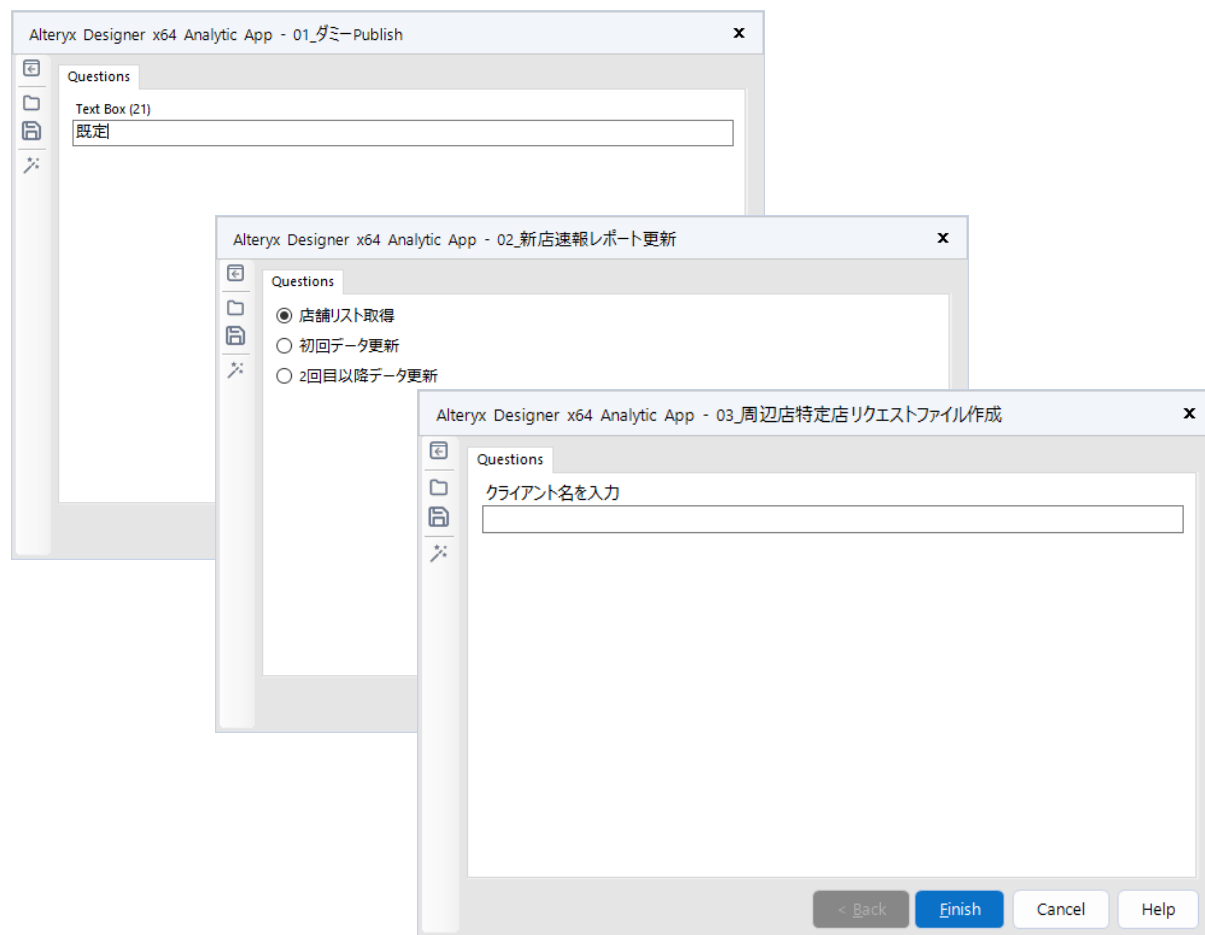 Alteryx Designer x64 Analytic App - 01_ダミーPublish
Questions
Text Box (21)
既定
Alteryx Designer x64 Analytic App - 02_新店速報レポート更新
Questions
店舗リスト取得
初回データ更新
2回目以降データ更新
Alteryx Designer x64 Analytic App - 03_周辺店特定店リクエストファイル作成
Questions
クライアント名を入力
< Back
Finish
Cancel
Help